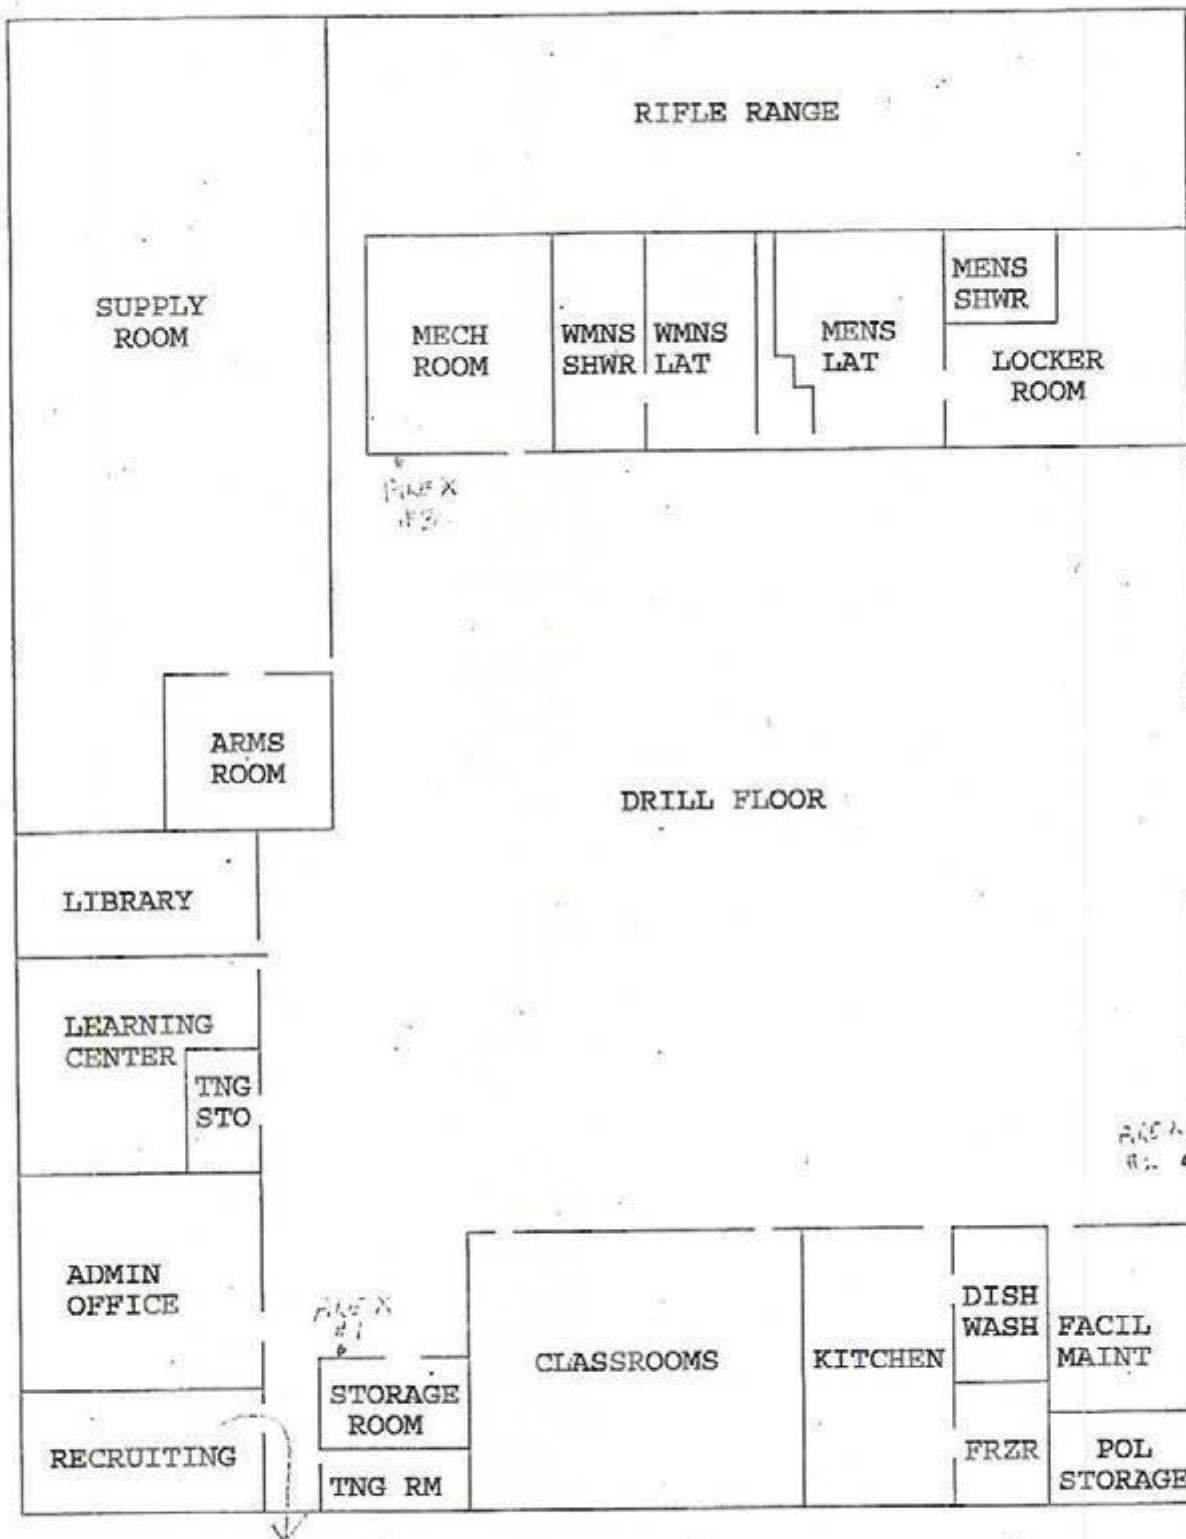 RIFLE RANGE
SUPPLY
ROOM
MECH
ROOM
WMNS
SHWR
WMNS
LAT
MENS
LAT
MENS
SHWR
LOCKER
ROOM
ARMS
ROOM
DRILL FLOOR
LIBRARY
LEARNING
CENTER
TNG
STO
ADMIN
OFFICE
#1
RECRUITING
STORAGE
ROOM
TNG RM
CLASSROOMS
KITCHEN
DISH
WASH
FACIL
MAINT
FRZR
POL
STORAGE